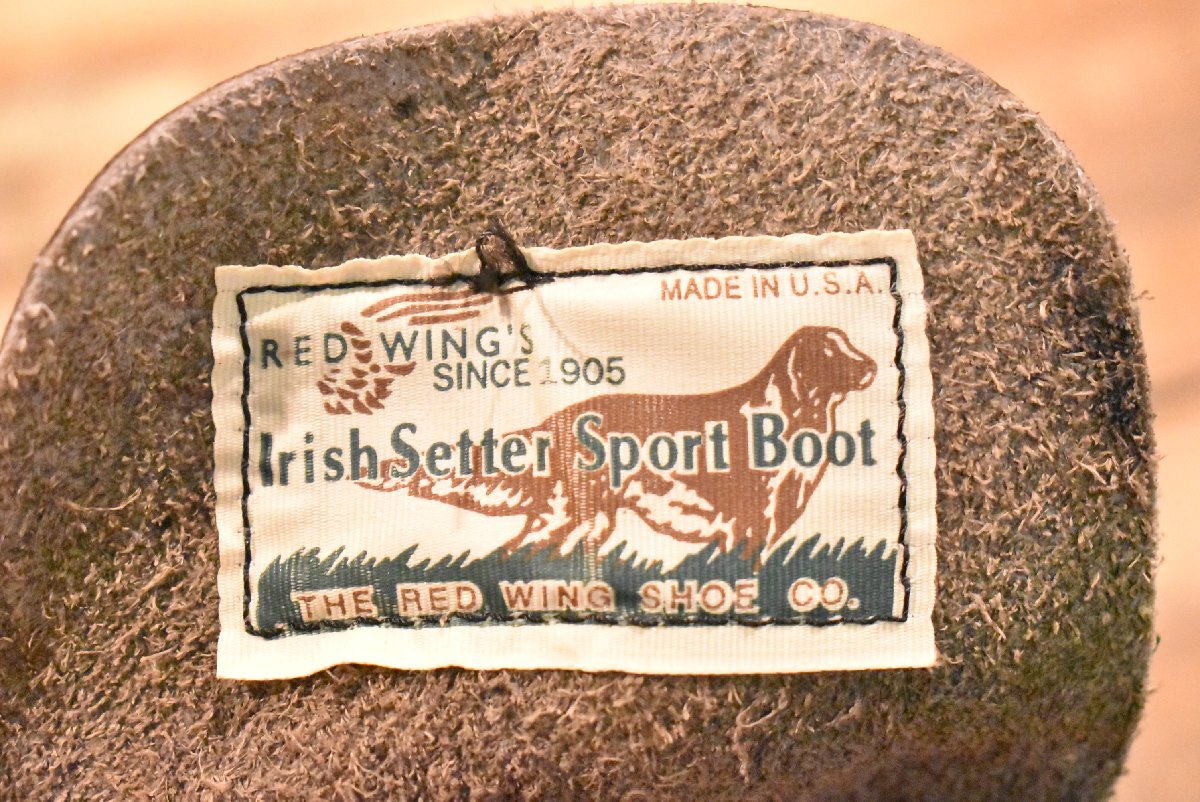 MADE IN U.S.A.
RED WING'S
SINCE 1905
Irish Setter Sport Boot
THE RED WING SHOE CO.